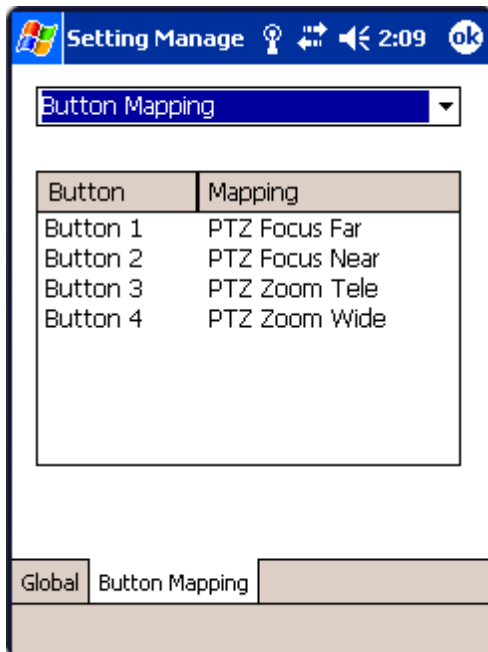 Setting Manage 2:09 ok
Button Mapping
Button Mapping
Button 1 PTZ Focus Far
Button 2 PTZ Focus Near
Button 3 PTZ Zoom Tele
Button 4 PTZ Zoom Wide
Global Button Mapping